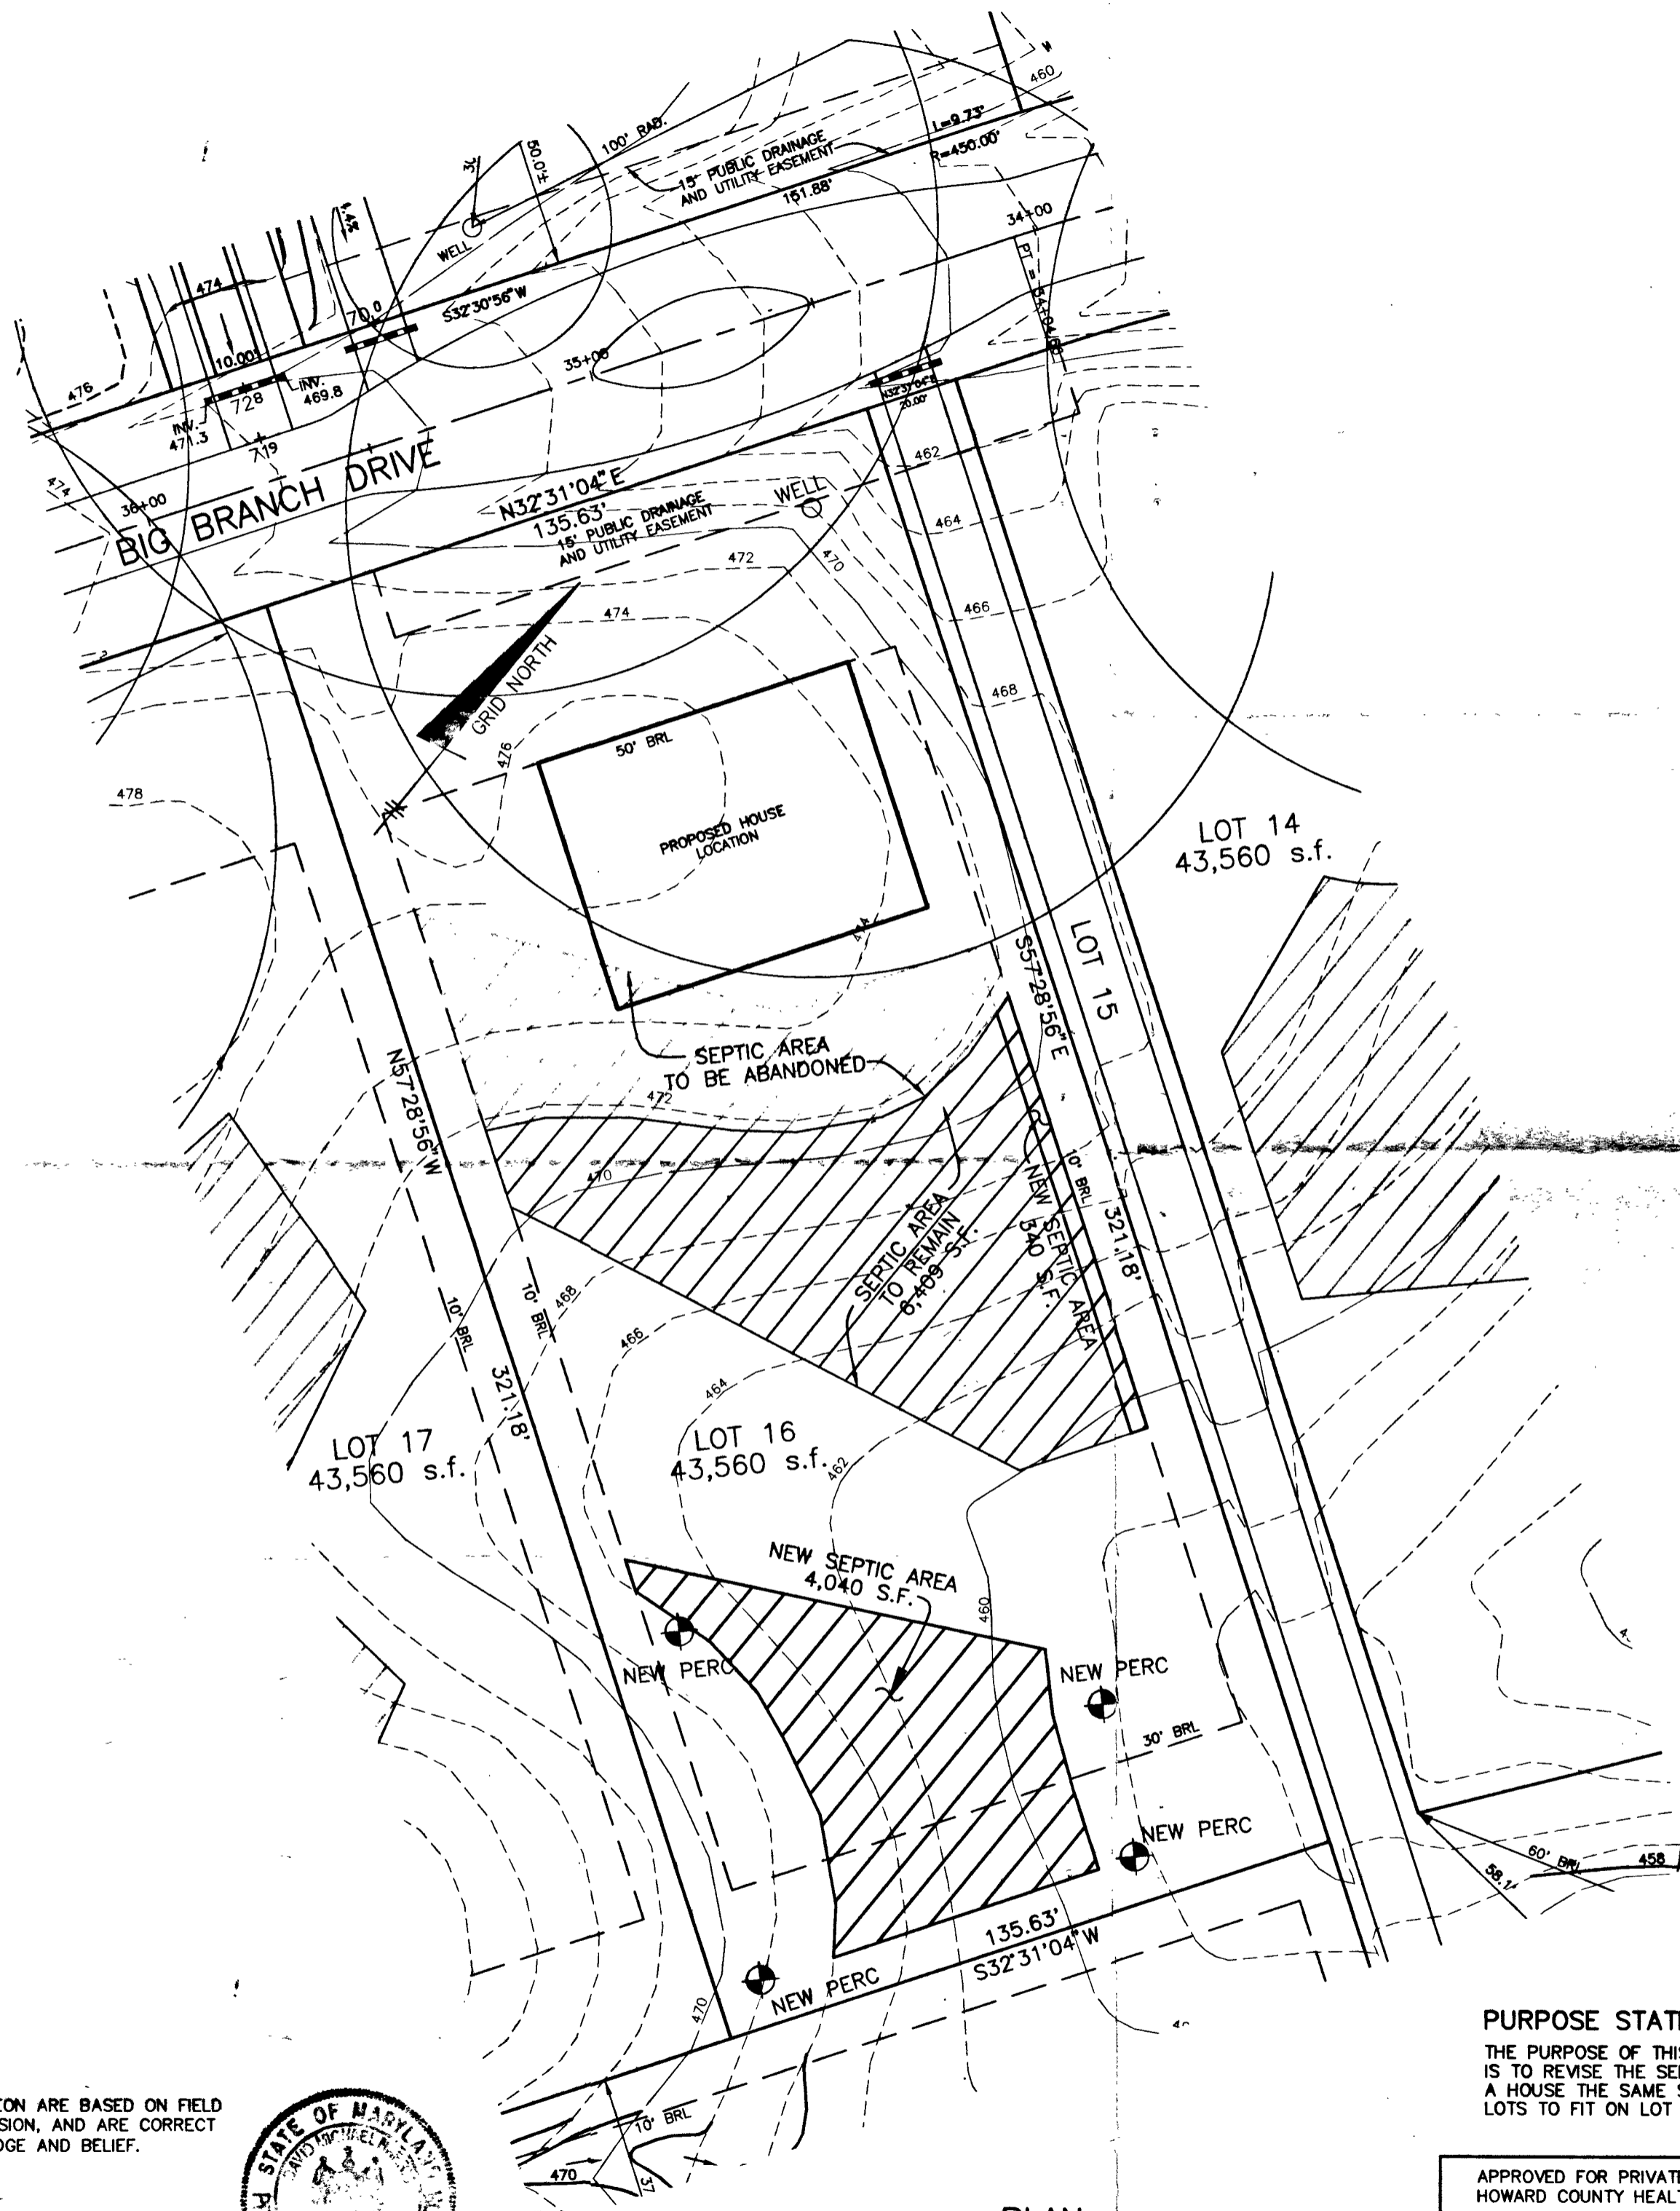 460
100' RAD.
50.0'±
15' PUBLIC DRAINAGE
AND UTILITY EASEMENT
L=9.73'
R=450.00'
151.88'
34+00
WELL
474
70.0
S32°30'56"W
35+00
476
10.00'
INV.
469.8
728
INV.
471.3
719
N32°31'04"E
20.00'
474
36+00
BIG BRANCH DRIVE
N32°31'04"E
135.63'
15' PUBLIC DRAINAGE
AND UTILITY EASEMENT
WELL
462
464
472
470
466
474
GRID NORTH
468
476
50' BRL
478
PROPOSED HOUSE
LOCATION
LOT 14
43,560 s.f.
474
LOT 15
S57°28'56"E
SEPTIC AREA
TO BE ABANDONED
472
N57°28'56"W
470
10' BRL
321.18'
SEPTIC AREA
TO REMAIN
6,409 S.F.
NEW SEPTIC AREA
340 S.F.
468
10' BRL
10' BRL
466
321.18'
464
462
LOT 17
43,560 s.f.
LOT 16
43,560 s.f.
NEW SEPTIC AREA
4,040 S.F.
460
NEW PERC
NEW PERC
30' BRL
NEW PERC
60' BRL
458
135.63'
S32°31'04"W
NEW PERC
470
10' BRL
470
PURPOSE STAT
THE PURPOSE OF THI
IS TO REVISE THE SE
A HOUSE THE SAME
LOTS TO FIT ON LOT
EON ARE BASED ON FIELD
SION, AND ARE CORRECT
DGE AND BELIEF.
STATE OF MARYLAND
DAVID MICHAEL
APPROVED FOR PRIVAT
HOWARD COUNTY HEAL
PLAN